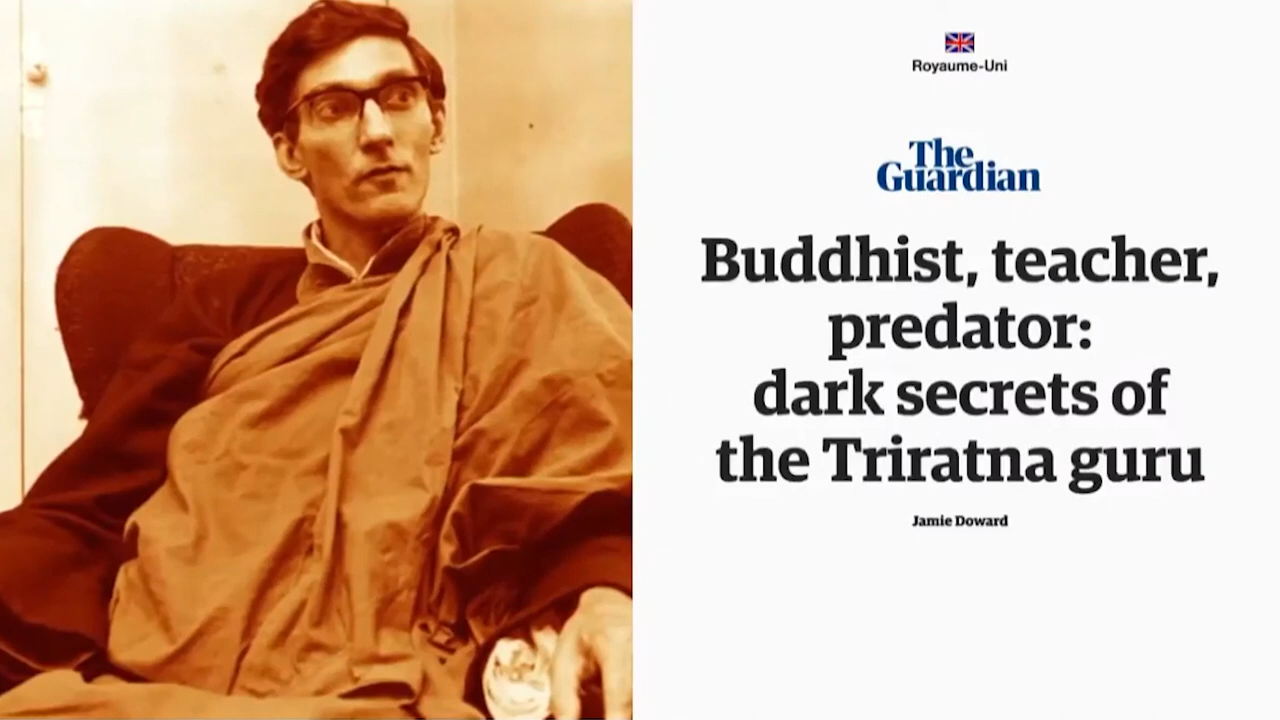 Royaume-Uni
The
Guardian
Buddhist, teacher,
predator:
dark secrets of
the Triratna guru
Jamie Doward